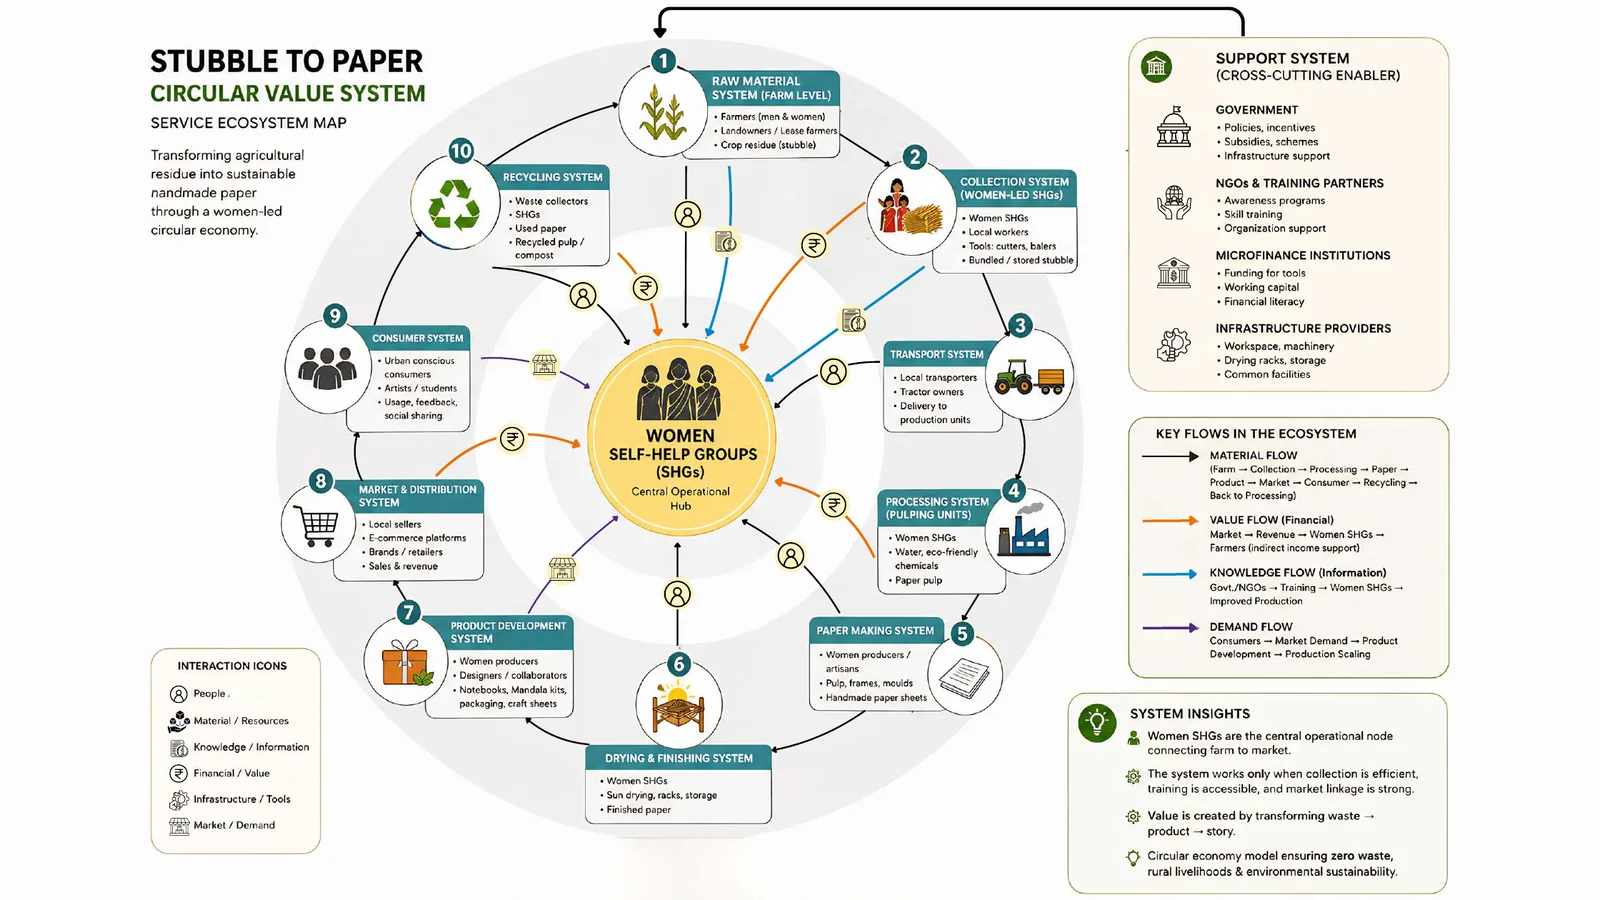 STUBBLE TO PAPER
CIRCULAR VALUE SYSTEM
SERVICE ECOSYSTEM MAP
Transforming agricultural
residue into sustainable
nandmade paper
through a women-led
circular economy.
1
RAW MATERIAL
SYSTEM (FARM LEVEL)
• Farmers (men & women)
• Landowners / Lease farmers
• Crop residue (stubble)
2
COLLECTION SYSTEM
(WOMEN-LED SHGs)
• Women SHGs
• Local workers
• Tools: cutters, balers
• Bundled / stored stubble
3
TRANSPORT SYSTEM
• Local transporters
• Tractor owners
• Delivery to
production units
4
PROCESSING SYSTEM
(PULPING UNITS)
• Women SHGs
• Water, eco-friendly
chemicals
• Paper pulp
5
PAPER MAKING SYSTEM
• Women producers /
artisans
• Pulp, frames, moulds
• Handmade paper sheets
6
DRYING & FINISHING SYSTEM
• Women SHGs
• Sun drying, racks, storage
• Finished paper
7
PRODUCT DEVELOPMENT
SYSTEM
• Women producers
• Designers / collaborators
• Notebooks, Mandala kits,
packaging, craft sheets
8
MARKET & DISTRIBUTION
SYSTEM
• Local sellers
• E-commerce platforms
• Brands / retailers
• Sales & revenue
9
CONSUMER SYSTEM
• Urban conscious
consumers
• Artists / students
• Usage, feedback,
social sharing.
10
RECYCLING SYSTEM
• Waste collectors
• SHGs
• Used paper
• Recycled pulp /
compost
WOMEN
SELF-HELP GROUPS
(SHGs)
Central Operational
Hub
₹
₹
₹
₹
INTERACTION ICONS
People .
Material / Resources
Knowledge / Information
₹ Financial / Value
Infrastructure / Tools
Market / Demand
SUPPORT SYSTEM
(CROSS-CUTTING ENABLER)
GOVERNMENT
• Policies, incentives
• Subsidies, schemes
• Infrastructure support
NGOs & TRAINING PARTNERS
• Awareness programs
• Skill training
• Organization support
MICROFINANCE INSTITUTIONS
• Funding for tools
• Working capital
• Financial literacy
INFRASTRUCTURE PROVIDERS
• Workspace, machinery
• Drying racks, storage
• Common facilities
KEY FLOWS IN THE ECOSYSTEM
MATERIAL FLOW
(Farm → Collection → Processing → Paper →
Product → Market → Consumer → Recycling →
Back to Processing)
VALUE FLOW (Financial)
Market → Revenue → Women SHGs →
Farmers (indirect income support)
KNOWLEDGE FLOW (Information)
Govt./NGOs → Training → Women SHGs →
Improved Production
DEMAND FLOW
Consumers → Market Demand → Product
Development → Production Scaling
SYSTEM INSIGHTS
Women SHGs are the central operational node
connecting farm to market.
The system works only when collection is efficient,
training is accessible, and market linkage is strong.
Value is created by transforming waste →
product → story.
Circular economy model ensuring zero waste,
rural livelihoods & environmental sustainability.